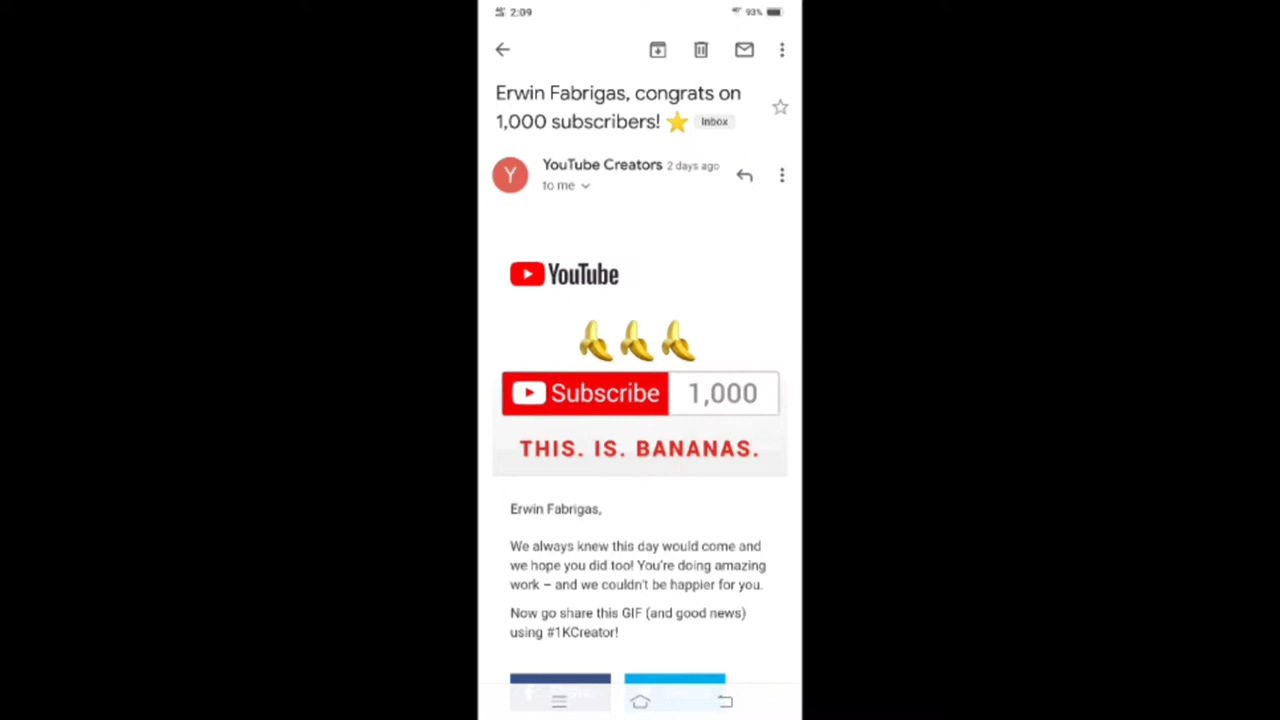 2:09
93%
Erwin Fabrigas, congrats on
1,000 subscribers! ⭐ Inbox
Y
YouTube Creators 2 days ago
to me
YouTube
🍌🍌🍌
Subscribe 1,000
THIS. IS. BANANAS.
Erwin Fabrigas,
We always knew this day would come and
we hope you did too! You're doing amazing
work – and we couldn't be happier for you.
Now go share this GIF (and good news)
using #1KCreator!